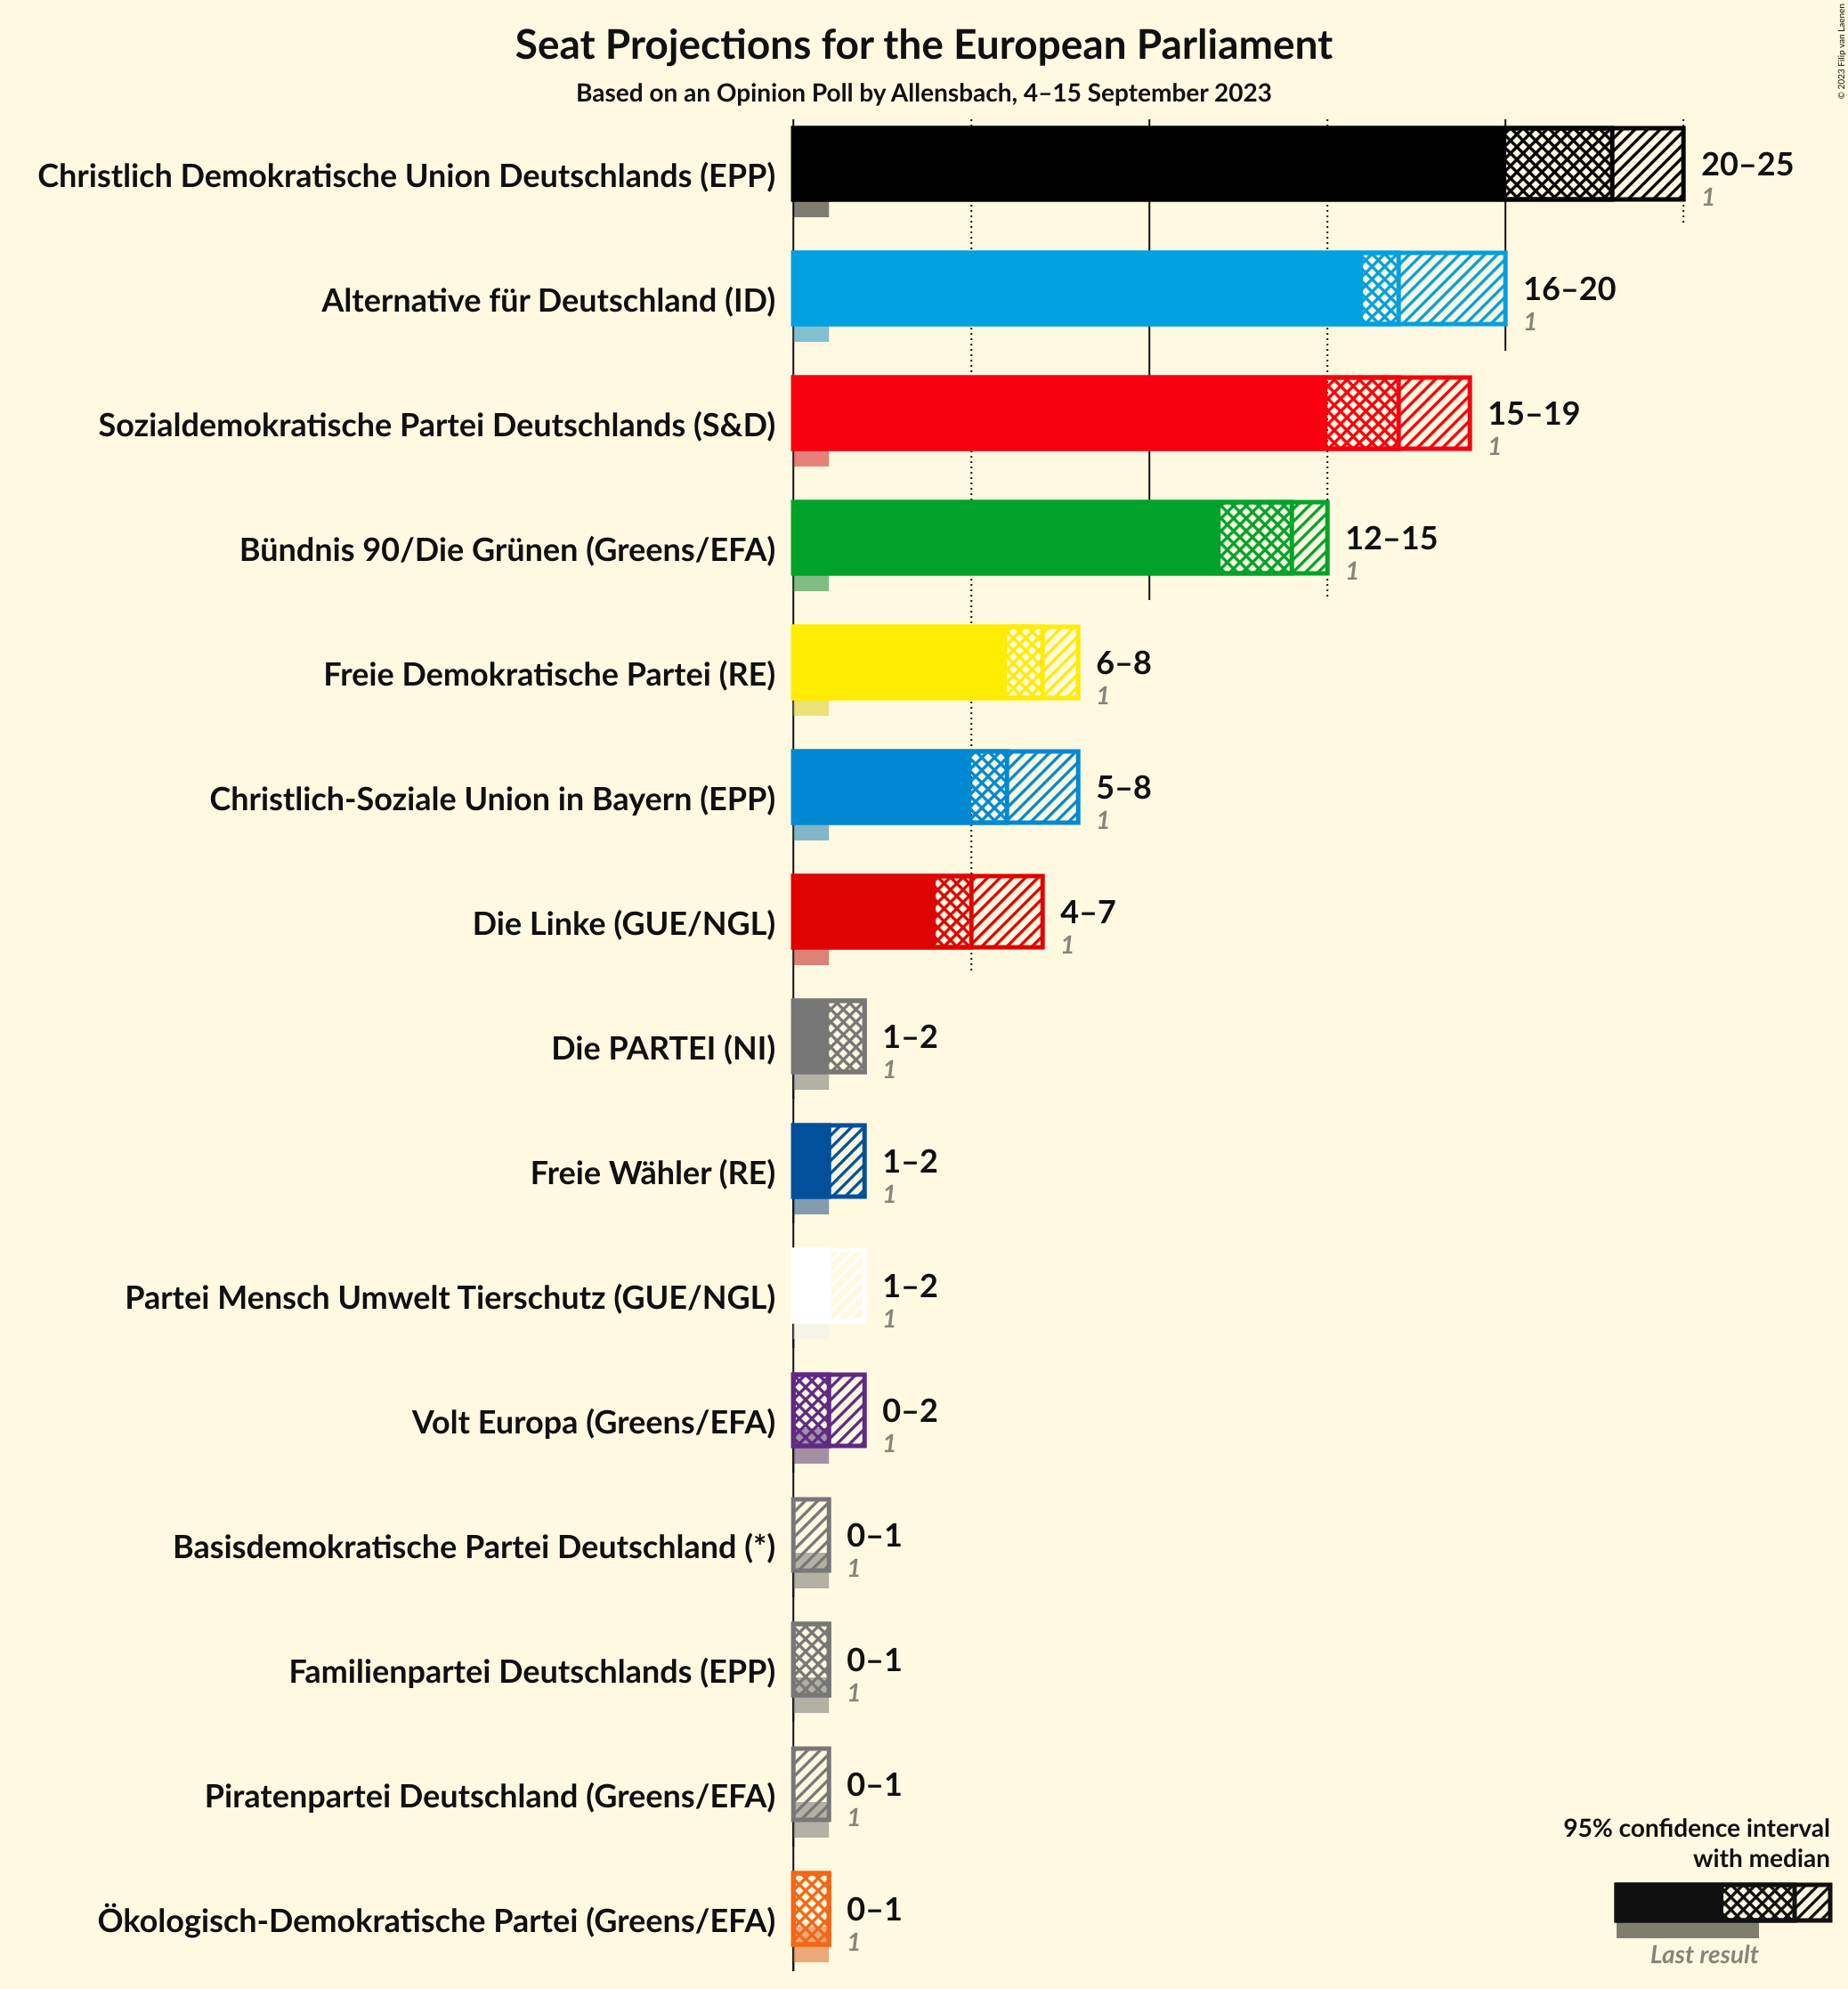 Seat Projections for the European Parliament
Based on an Opinion Poll by Allensbach, 4–15 September 2023
© 2023 Filip van Laenen
Christlich Demokratische Union Deutschlands (EPP)
20–25
1
Alternative für Deutschland (ID)
16–20
1
Sozialdemokratische Partei Deutschlands (S&D)
15–19
1
Bündnis 90/Die Grünen (Greens/EFA)
12–15
1
Freie Demokratische Partei (RE)
6–8
1
Christlich-Soziale Union in Bayern (EPP)
5–8
1
Die Linke (GUE/NGL)
4–7
1
Die PARTEI (NI)
1–2
1
Freie Wähler (RE)
1–2
1
Partei Mensch Umwelt Tierschutz (GUE/NGL)
1–2
1
Volt Europa (Greens/EFA)
0–2
1
Basisdemokratische Partei Deutschland (*)
0–1
1
Familienpartei Deutschlands (EPP)
0–1
1
Piratenpartei Deutschland (Greens/EFA)
0–1
1
Ökologisch-Demokratische Partei (Greens/EFA)
0–1
1
95% confidence interval
with median
Last result